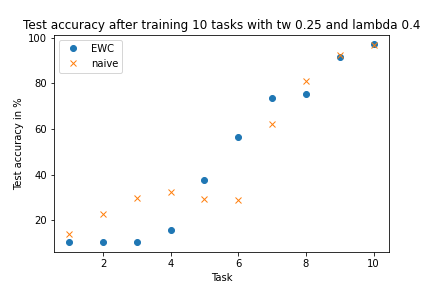 Test accuracy after training 10 tasks with tw 0.25 and lambda 0.4
100
80
60
40
20
Test accuracy in %
EWC
naive
2 4 6 8 10
Task